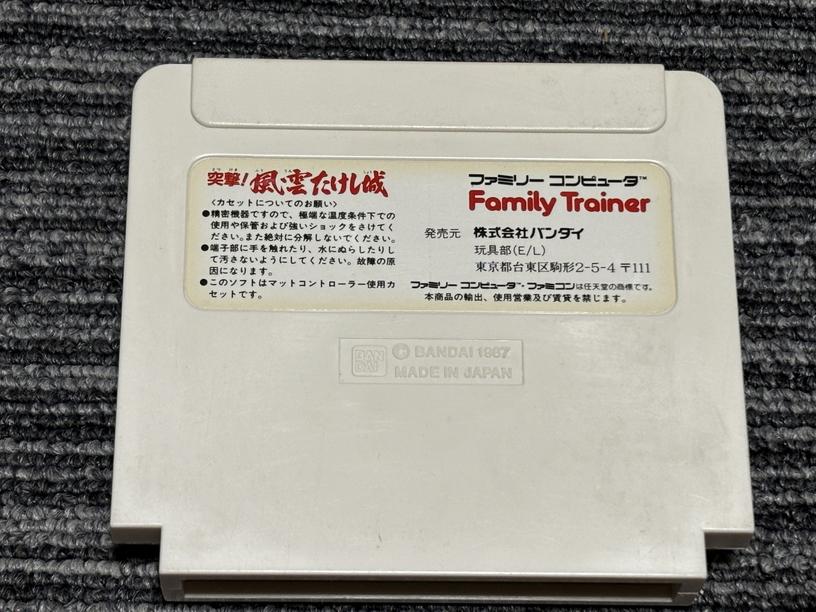 突撃! 風雲たけし城
〈カセットについてのお願い〉
●精密機器ですので、極端な温度条件下での
使用や保管および強いショックをさけてく
ださい。また絶対に分解しないでください。
●端子部に手を触れたり、水にぬらしたりし
て汚さないようにしてください。故障の原
因になります。
●このソフトはマットコントローラー使用カ
セットです。
ファミリー コンピュータ™
Family Trainer
発売元 株式会社バンダイ
玩具部(E/L)
東京都台東区駒形2-5-4 〒111
ファミリー コンピュータ™・ファミコンは任天堂の商標です。
本商品の輸出、使用営業及び賃貸を禁じます。
BAN
DAI
© BANDAI 1987
MADE IN JAPAN